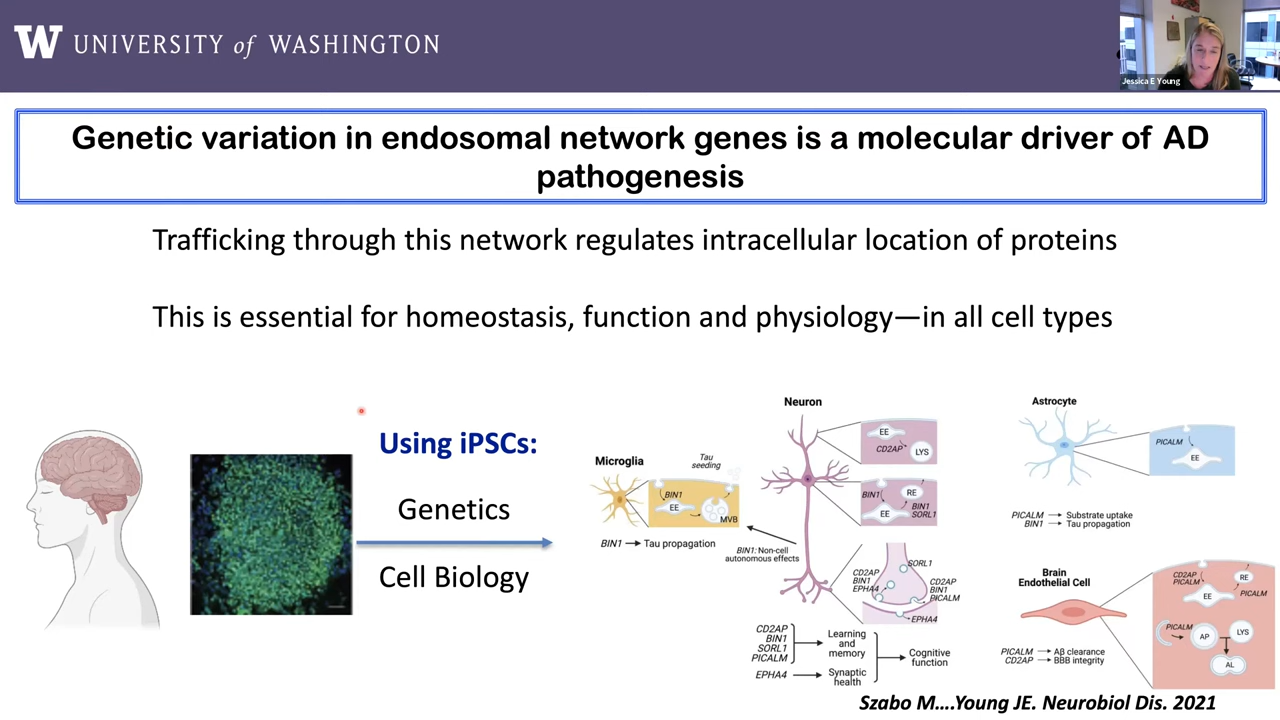 W UNIVERSITY of WASHINGTON
Jessica E Young
Genetic variation in endosomal network genes is a molecular driver of AD
pathogenesis
Trafficking through this network regulates intracellular location of proteins
This is essential for homeostasis, function and physiology—in all cell types
Using iPSCs:
Genetics
Cell Biology
Microglia
Tau
seeding
BIN1
EE
MVB
BIN1 → Tau propagation
BIN1: Non-cell
autonomous effects
Neuron
EE
CD2AP
LYS
BIN1
RE
EE
BIN1
SORL1
SORL1
CD2AP
BIN1
EPHA4
CD2AP
BIN1
PICALM
EPHA4
CD2AP
BIN1
SORL1
PICALM
Learning
and
memory
EPHA4 → Synaptic
health
Cognitive
function
Astrocyte
PICALM
EE
PICALM → Substrate uptake
BIN1 → Tau propagation
Brain
Endothelial Cell
CD2AP
PICALM
RE
EE
PICALM
PICALM
AP
LYS
AL
PICALM → Aβ clearance
CD2AP → BBB integrity
Szabo M....Young JE. Neurobiol Dis. 2021